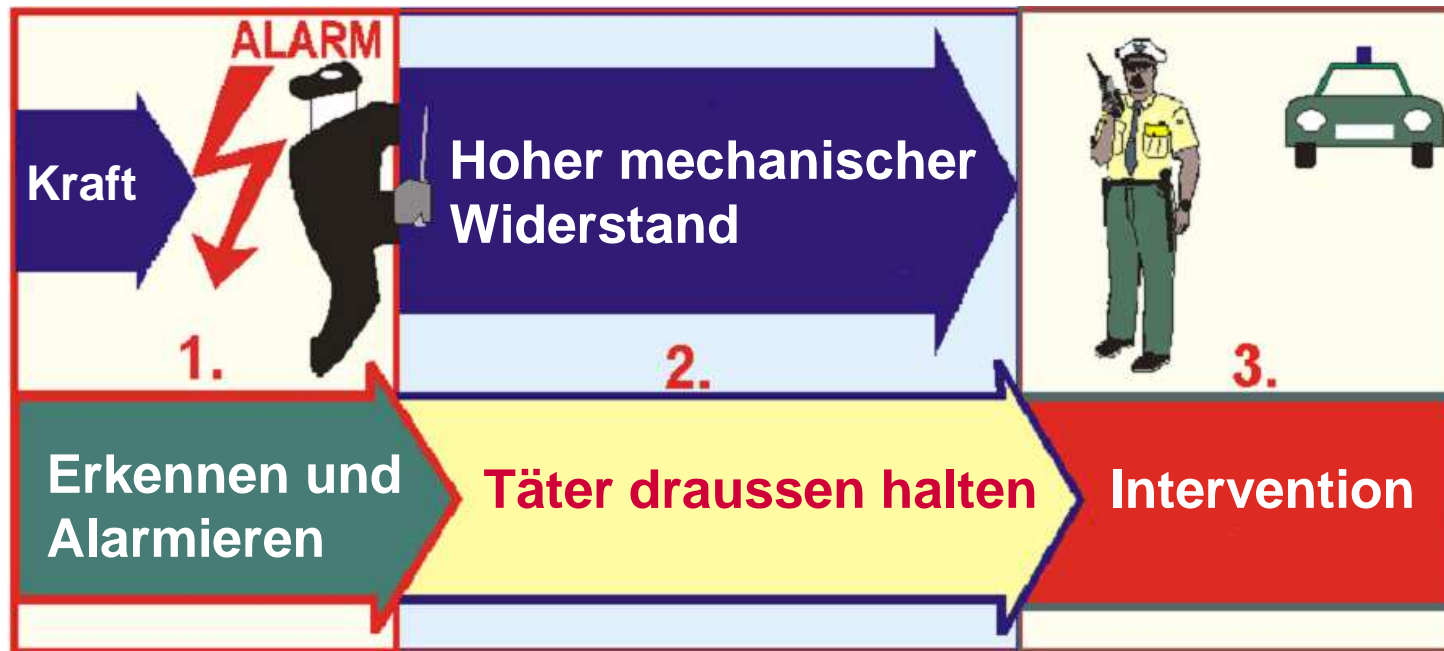 ALARM
Kraft
Hoher mechanischer
Widerstand
1.
2.
3.
Erkennen und
Alarmieren
Täter draussen halten
Intervention